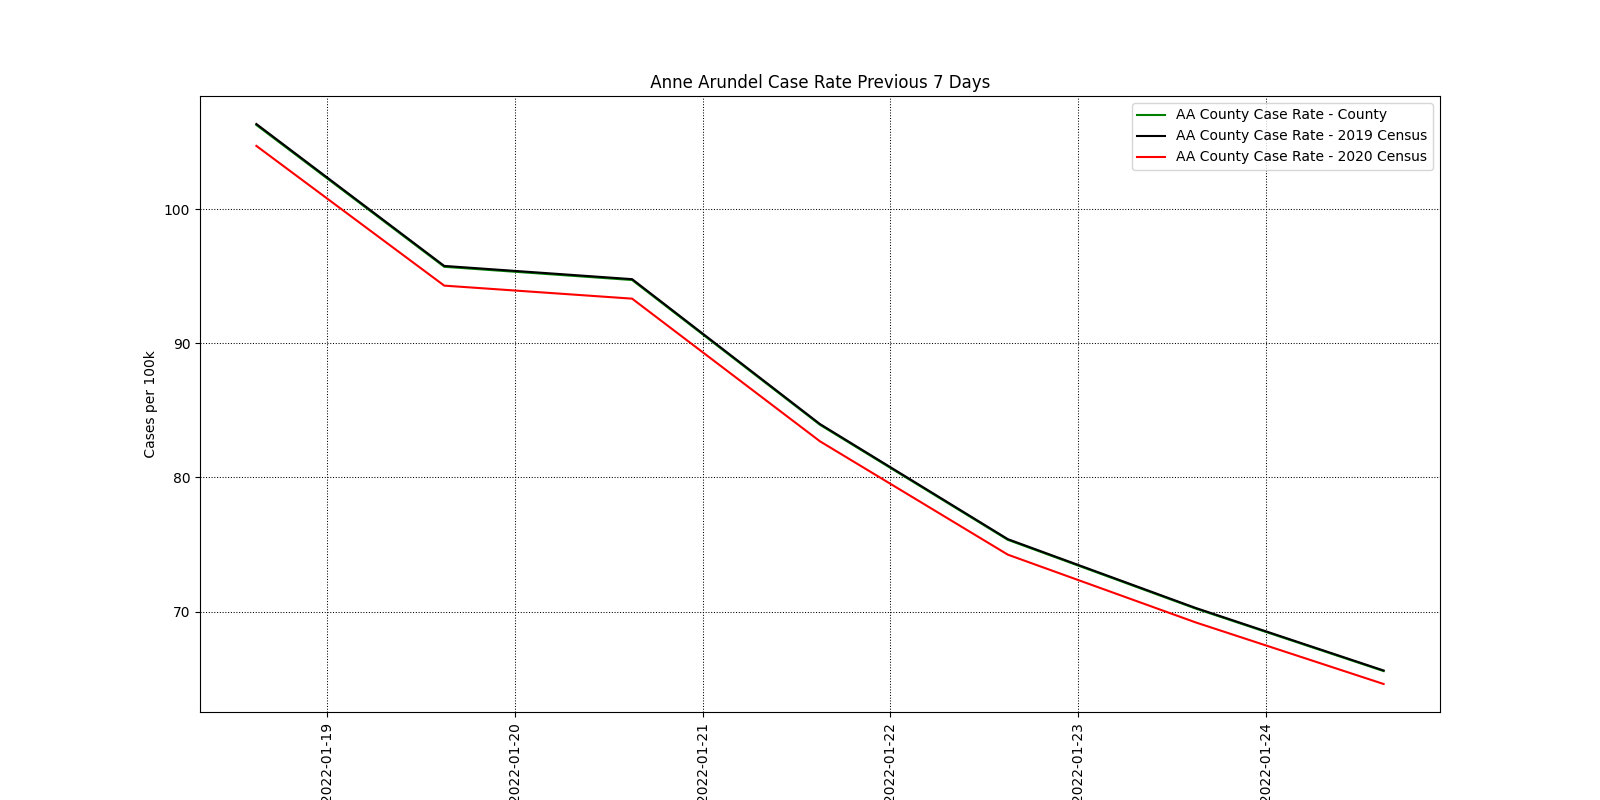 Anne Arundel Case Rate Previous 7 Days
AA County Case Rate - County
AA County Case Rate - 2019 Census
AA County Case Rate - 2020 Census
Cases per 100k
100
90
80
70
2022-01-19
2022-01-20
2022-01-21
2022-01-22
2022-01-23
2022-01-24